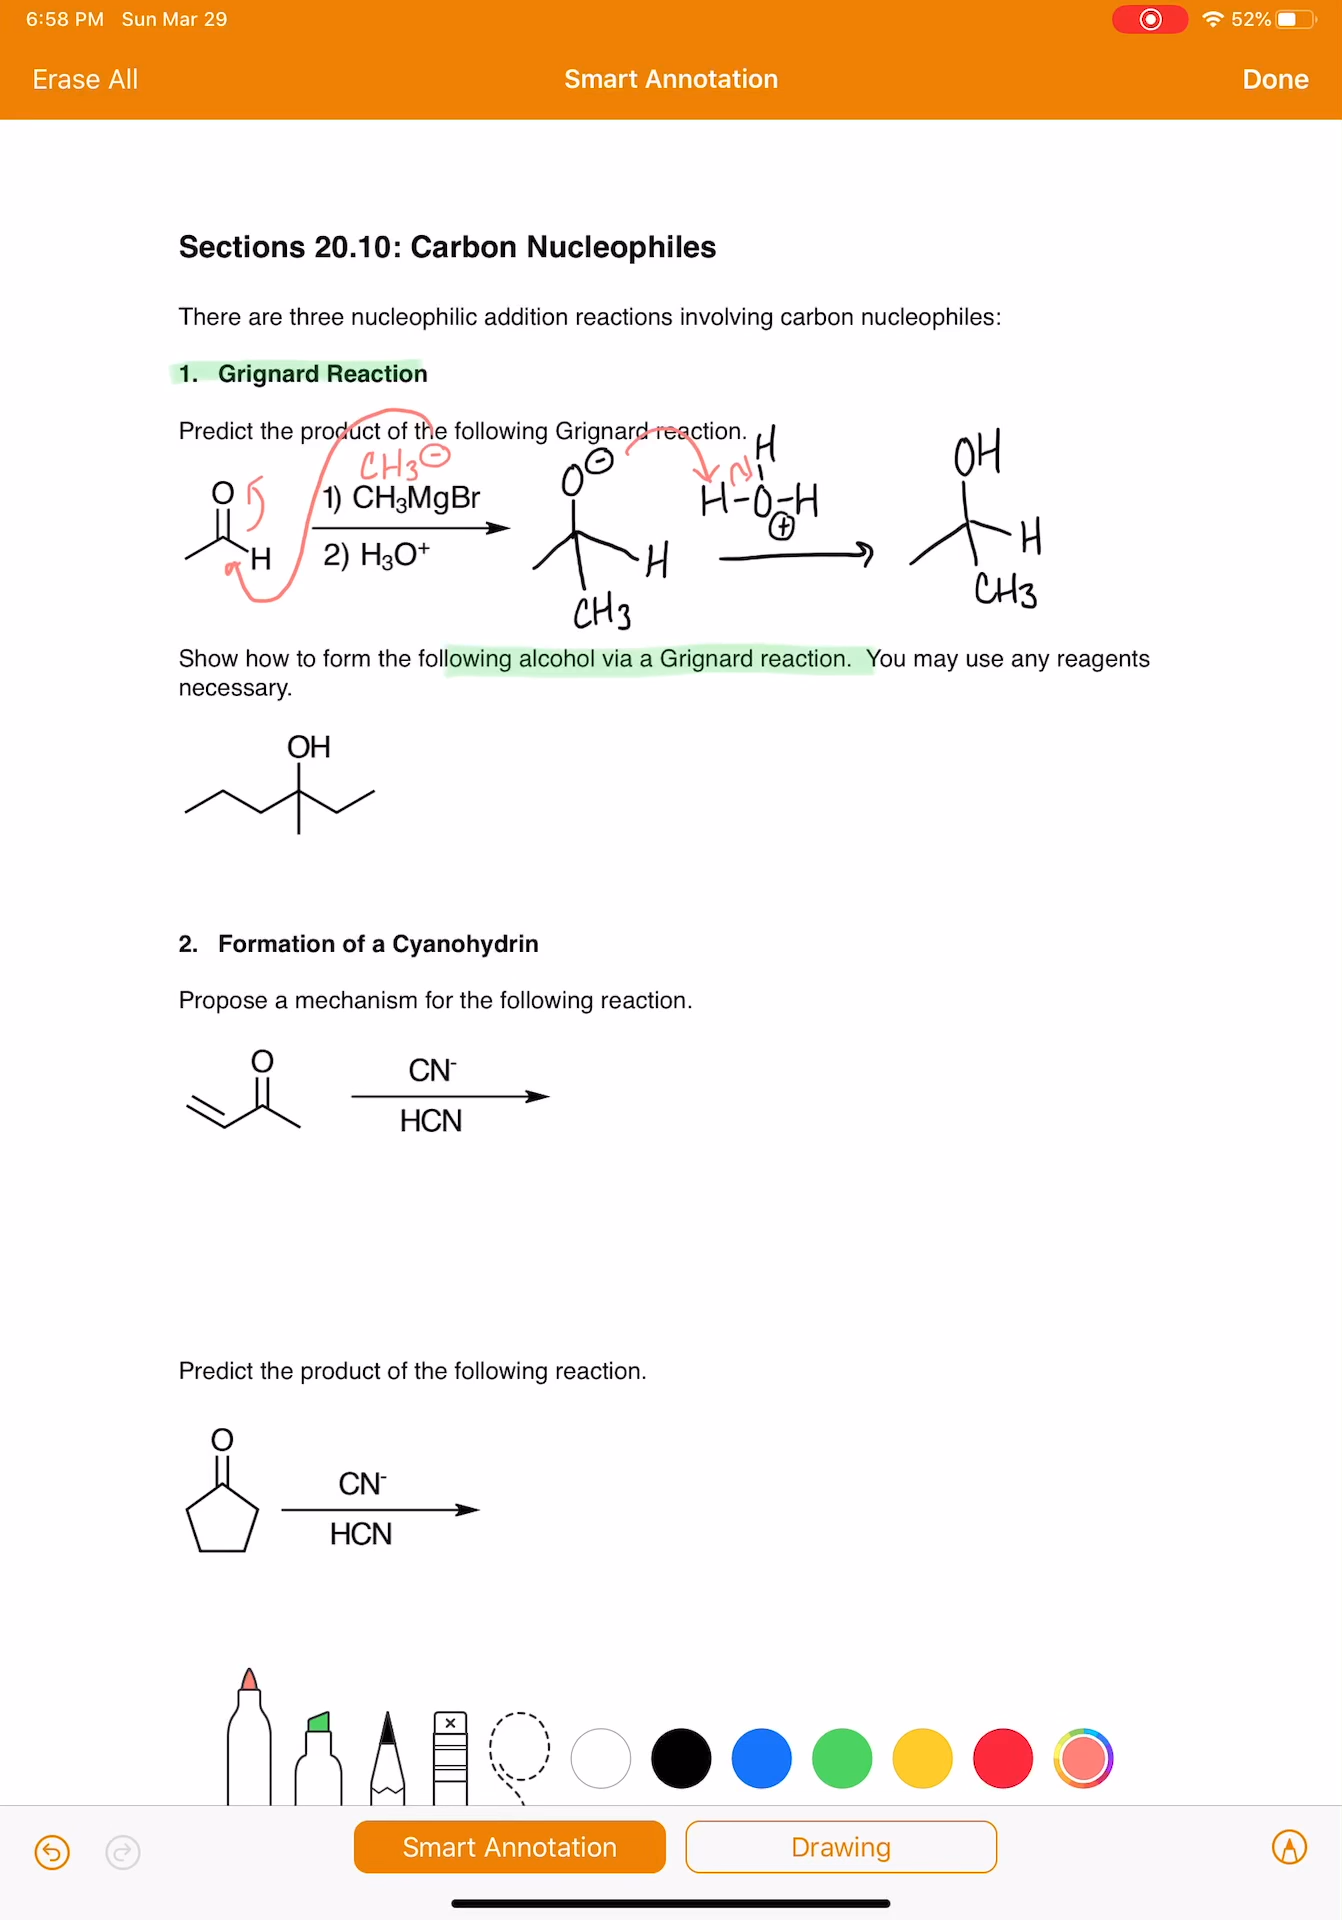 6:58 PM Sun Mar 29
52%
Erase All
Smart Annotation
Done
Sections 20.10: Carbon Nucleophiles
There are three nucleophilic addition reactions involving carbon nucleophiles:
1. Grignard Reaction
Predict the product of the following Grignard reaction.
CH3⊖
O
H
1) CH₃MgBr
2) H₃O⁺
O⊖
H
CH3
H
H-O-H
⊕
OH
H
CH3
Show how to form the following alcohol via a Grignard reaction. You may use any reagents
necessary.
OH
2. Formation of a Cyanohydrin
Propose a mechanism for the following reaction.
O
CN⁻
HCN
Predict the product of the following reaction.
O
CN⁻
HCN
Smart Annotation
Drawing